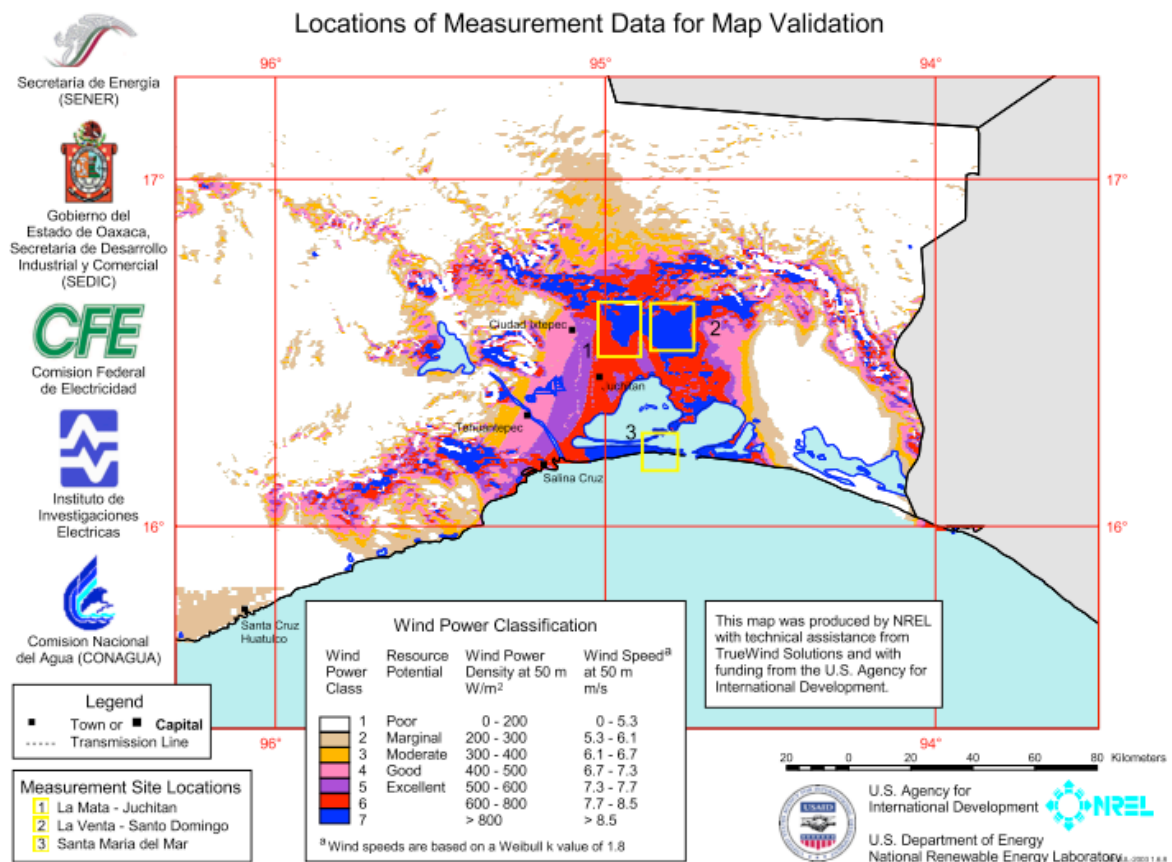 Locations of Measurement Data for Map Validation
Secretaria de Energia
(SENER)
Gobierno del
Estado de Oaxaca,
Secretaria de Desarrollo
Industrial y Comercial
(SEDIC)
CFE
Comision Federal
de Electricidad
Instituto de
Investigaciones
Electricas
Comision Nacional
del Agua (CONAGUA)
96°
95°
94°
17°
17°
Ciudad Ixtepec
1
2
Juchitan
Tehuantepec
3
Salina Cruz
16°
16°
Santa Cruz
Huatulco
96°
94°
Legend
Town or Capital
Transmission Line
Measurement Site Locations
1 La Mata - Juchitan
2 La Venta - Santo Domingo
3 Santa Maria del Mar
Wind Power Classification
Wind Resource Wind Power Wind Speedᵃ
Power Potential Density at 50 m at 50 m
Class W/m² m/s
1 Poor 0 - 200 0 - 5.3
2 Marginal 200 - 300 5.3 - 6.1
3 Moderate 300 - 400 6.1 - 6.7
4 Good 400 - 500 6.7 - 7.3
5 Excellent 500 - 600 7.3 - 7.7
6 600 - 800 7.7 - 8.5
7 > 800 > 8.5
ᵃ Wind speeds are based on a Weibull k value of 1.8
This map was produced by NREL
with technical assistance from
TrueWind Solutions and with
funding from the U.S. Agency for
International Development.
20 0 20 40 60 80 Kilometers
USAID
U.S. Agency for
International Development
NREL
U.S. Department of Energy
National Renewable Energy Laboratory